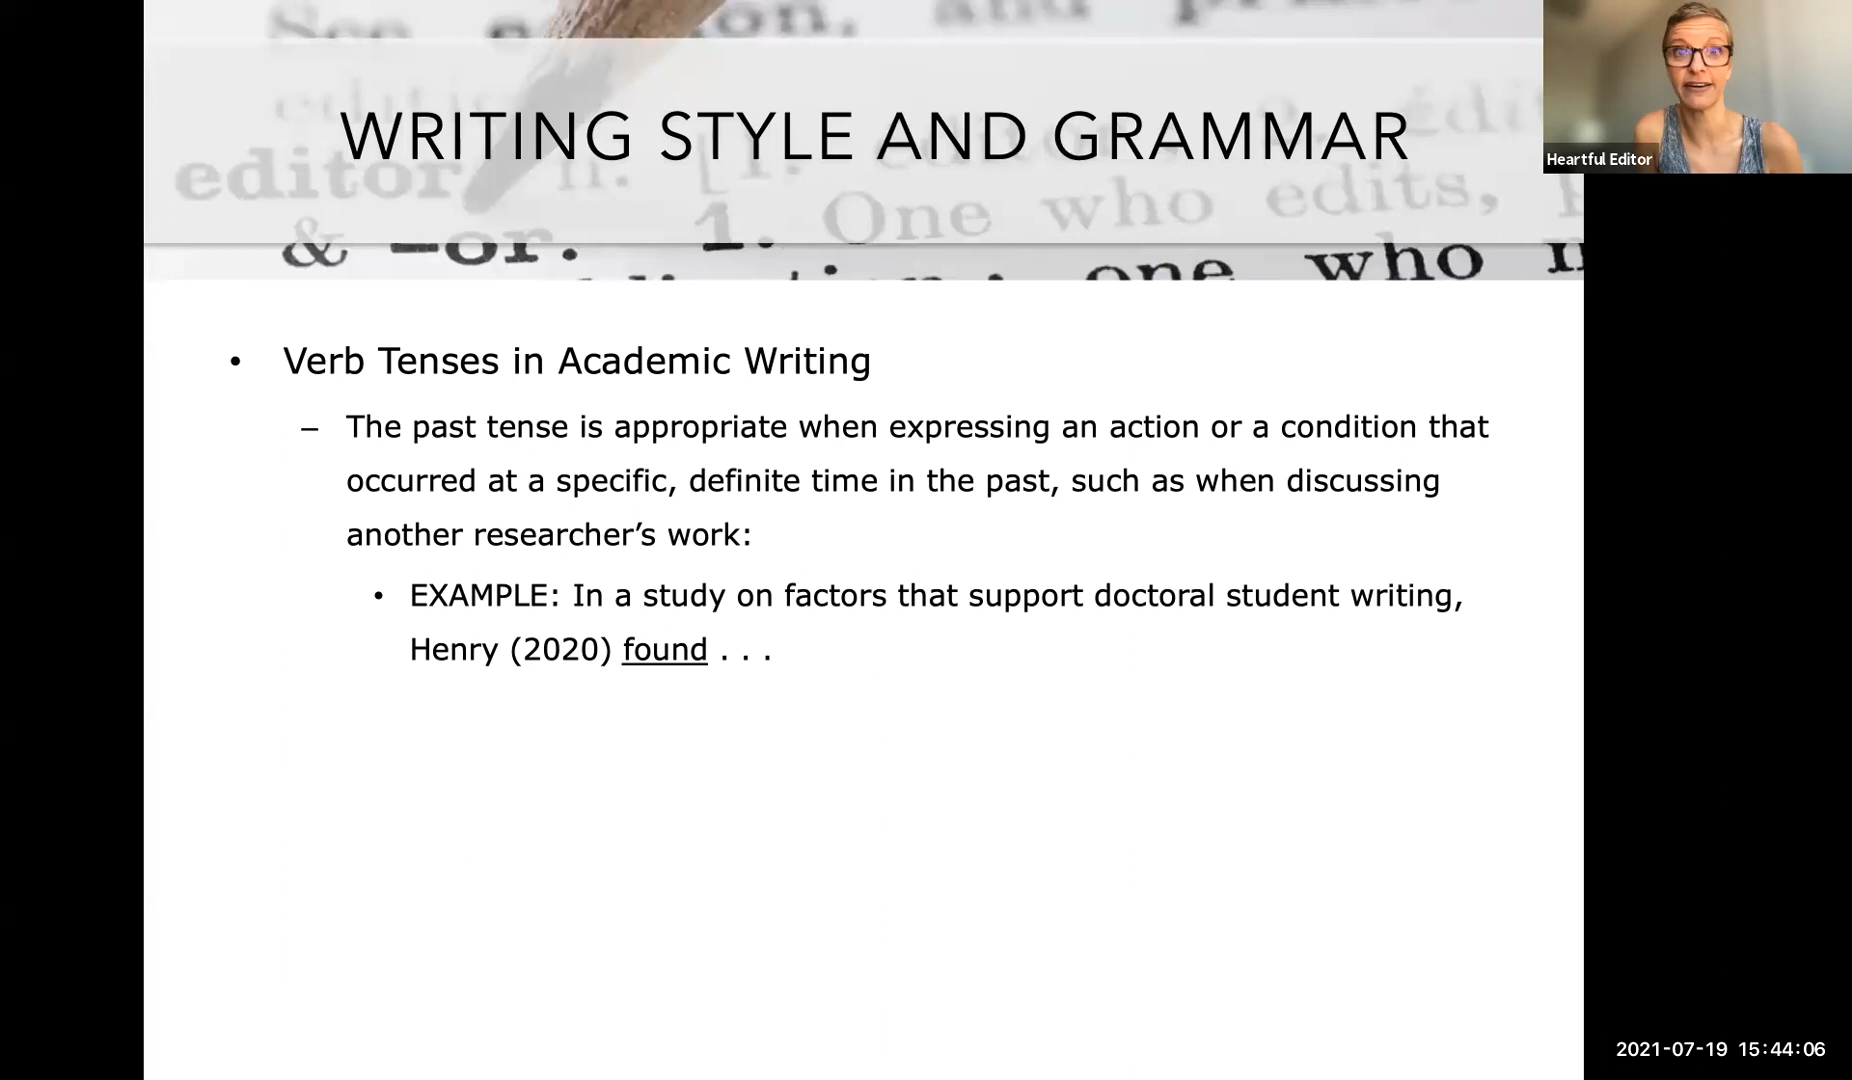 See
on, and
edition
WRITING STYLE AND GRAMMAR
editor n. [1.
& -or. 1. One who edits,
one who
Heartful Editor
• Verb Tenses in Academic Writing
– The past tense is appropriate when expressing an action or a condition that
occurred at a specific, definite time in the past, such as when discussing
another researcher’s work:
• EXAMPLE: In a study on factors that support doctoral student writing,
Henry (2020) found . . .
2021-07-19 15:44:06